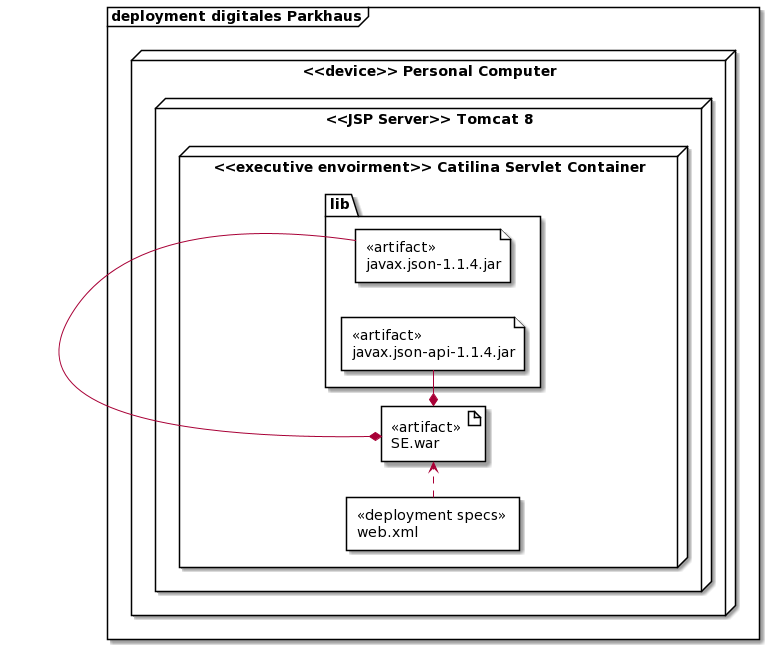 deployment digitales Parkhaus
<<device>> Personal Computer
<<JSP Server>> Tomcat 8
<<executive envoirment>> Catilina Servlet Container
lib
«artifact»
javax.json-1.1.4.jar
«artifact»
javax.json-api-1.1.4.jar
«artifact»
SE.war
«deployment specs»
web.xml